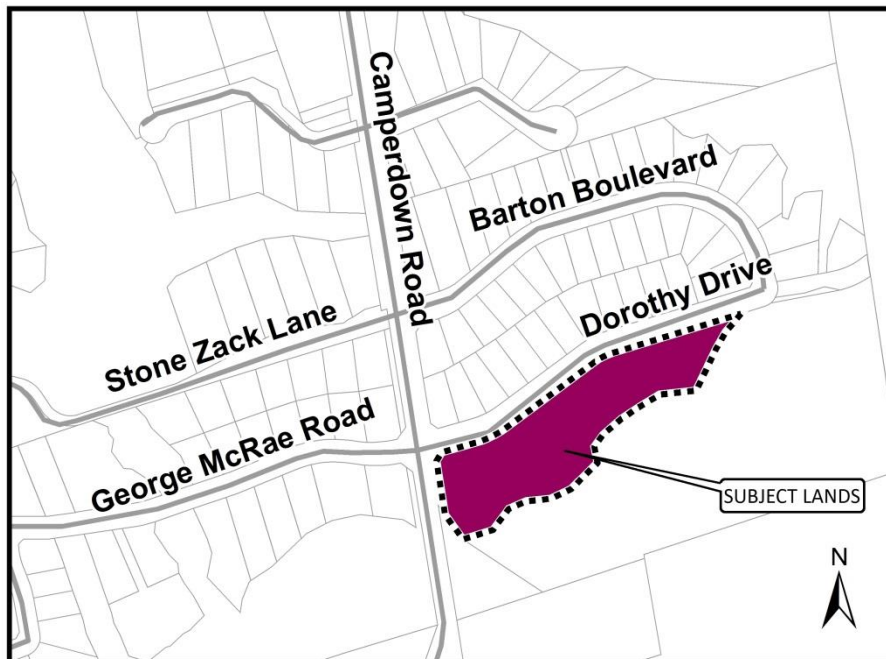 Camperdown Road
Barton Boulevard
Dorothy Drive
Stone Zack Lane
George McRae Road
SUBJECT LANDS
N